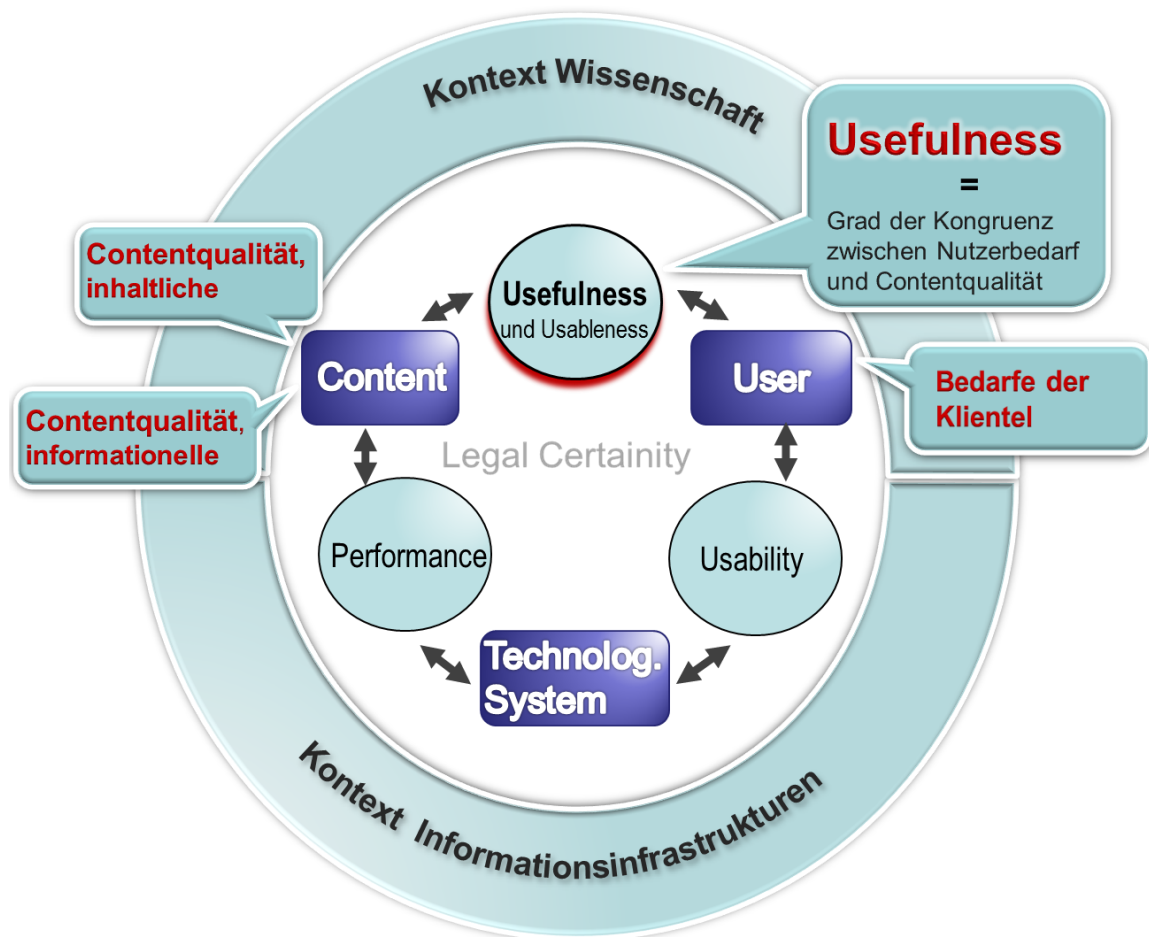 Kontext Wissenschaft
Usefulness
=
Grad der Kongruenz
zwischen Nutzerbedarf
und Contentqualität
Contentqualität,
inhaltliche
Usefulness
und Usableness
Content
User
Bedarfe der
Klientel
Contentqualität,
informationelle
Legal Certainity
Performance
Usability
Technolog.
System
Kontext Informationsinfrastrukturen